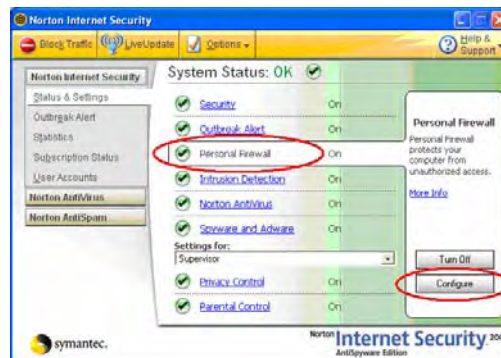 Norton Internet Security
Block Traffic LiveUpdate Options Help & Support
Norton Internet Security
Status & Settings
Outbreak Alert
Statistics
Subscription Status
User Accounts
Norton AntiVirus
Norton AntiSpam
System Status: OK
Security On
Outbreak Alert On
Personal Firewall On
Intrusion Detection On
Norton AntiVirus On
Spyware and Adware On
Settings for:
Supervisor
Privacy Control On
Parental Control On
Personal Firewall
Personal Firewall
protects your
computer from
unauthorized access.
More Info
Turn Off
Configure
symantec.
Norton Internet Security
AntiSpyware Edition